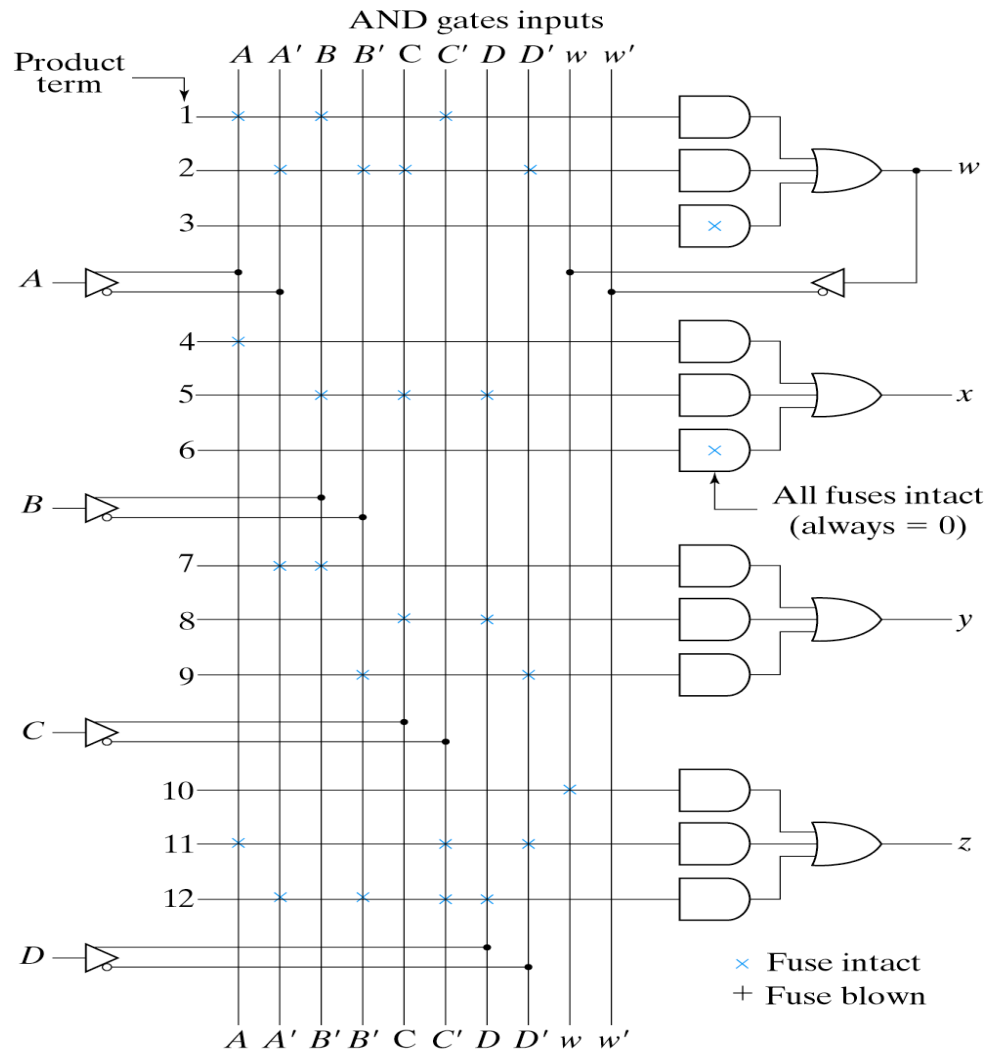 AND gates inputs
A A' B B' C C' D D' w w'
Product
term
1
w
2
3
A
4
5
x
6
All fuses intact
(always = 0)
B
7
8
y
9
C
10
11
z
12
D
× Fuse intact
+ Fuse blown
A A' B' B' C C' D D' w w'